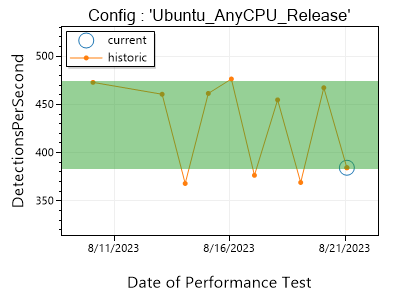 Config : 'Ubuntu_AnyCPU_Release'
current
historic
DetectionsPerSecond
500
450
400
350
8/11/2023
8/16/2023
8/21/2023
Date of Performance Test